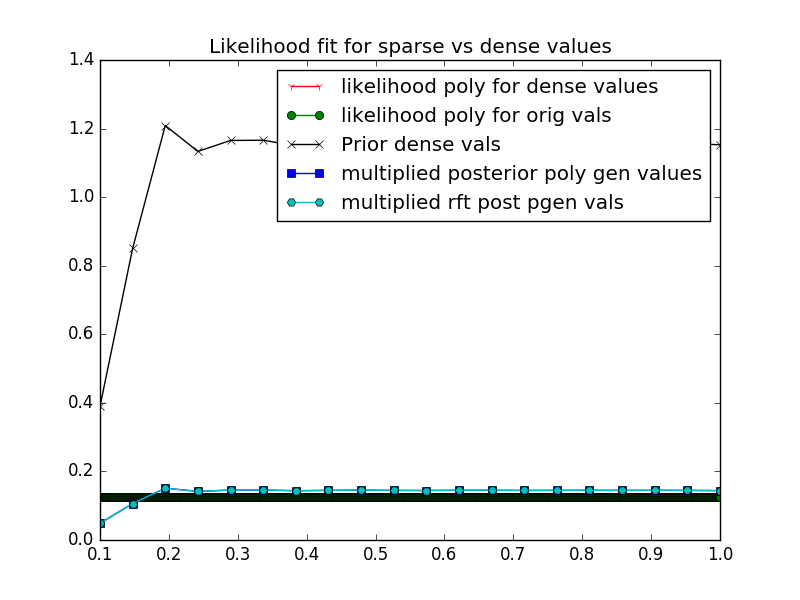 Likelihood fit for sparse vs dense values
1.4
1.2
1.0
0.8
0.6
0.4
0.2
0.0
likelihood poly for dense values
likelihood poly for orig vals
Prior dense vals
multiplied posterior poly gen values
multiplied rft post pgen vals
0.1 0.2 0.3 0.4 0.5 0.6 0.7 0.8 0.9 1.0